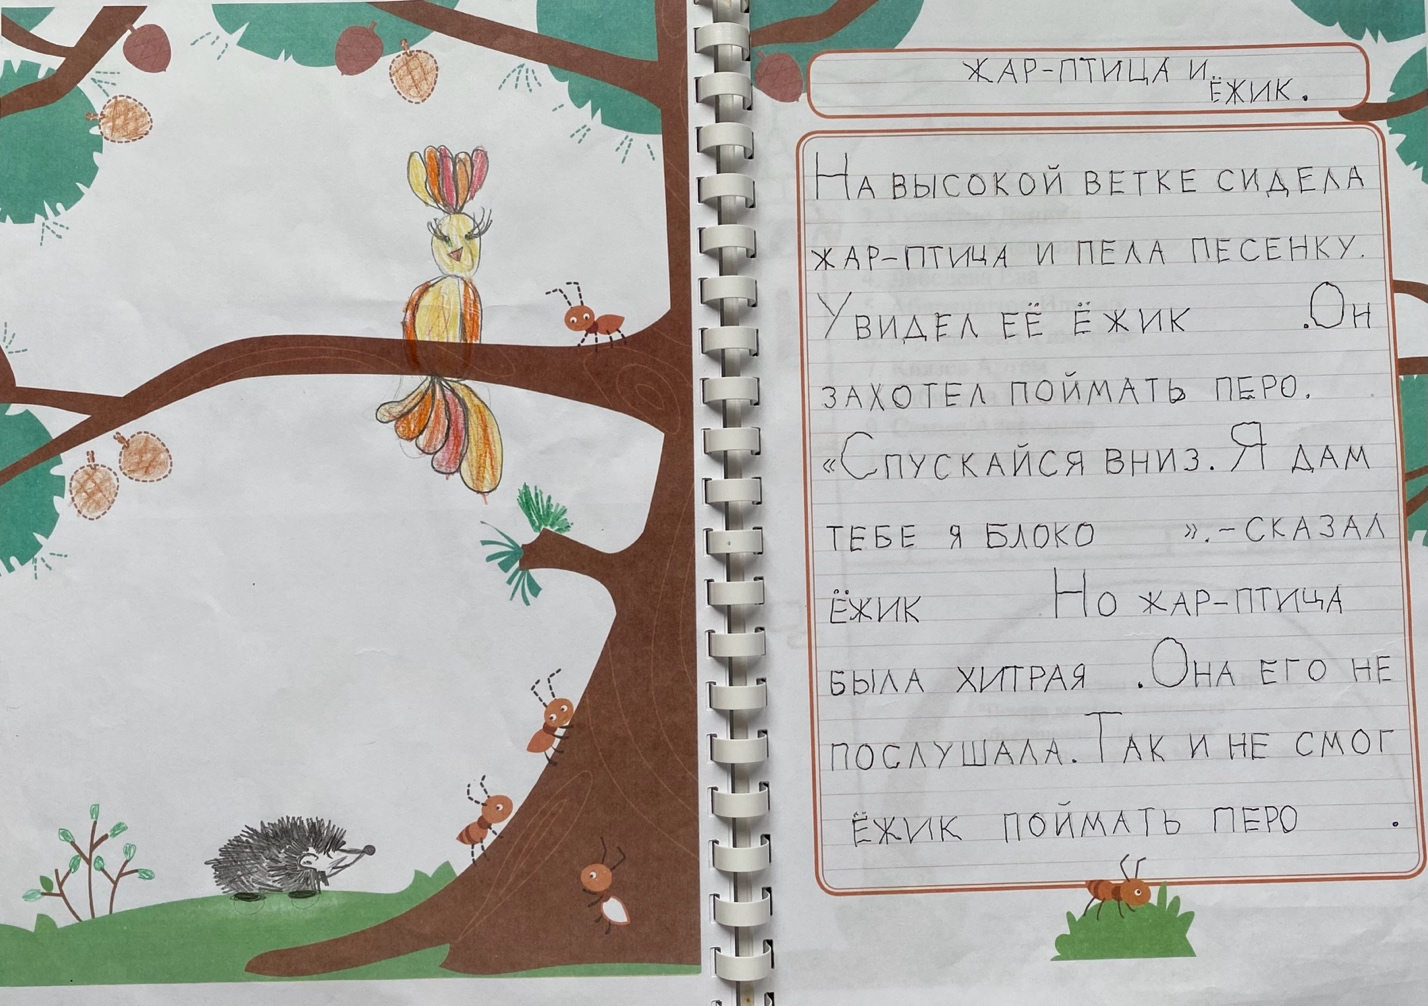 ЖАР-ПТИЦА И
ЁЖИК.
НА ВЫСОКОЙ ВЕТКЕ СИДЕЛА
ЖАР-ПТИЦА И ПЕЛА ПЕСЕНКУ.
УВИДЕЛ ЕЁ ЁЖИК .ОН
ЗАХОТЕЛ ПОЙМАТЬ ПЕРО.
«СПУСКАЙСЯ ВНИЗ. Я ДАМ
ТЕБЕ Я БЛОКО ».-СКАЗАЛ
ЁЖИК НО ЖАР-ПТИЦА
БЫЛА ХИТРАЯ .ОНА ЕГО НЕ
ПОСЛУШАЛА. ТАК И НЕ СМОГ
ЁЖИК ПОЙМАТЬ ПЕРО .